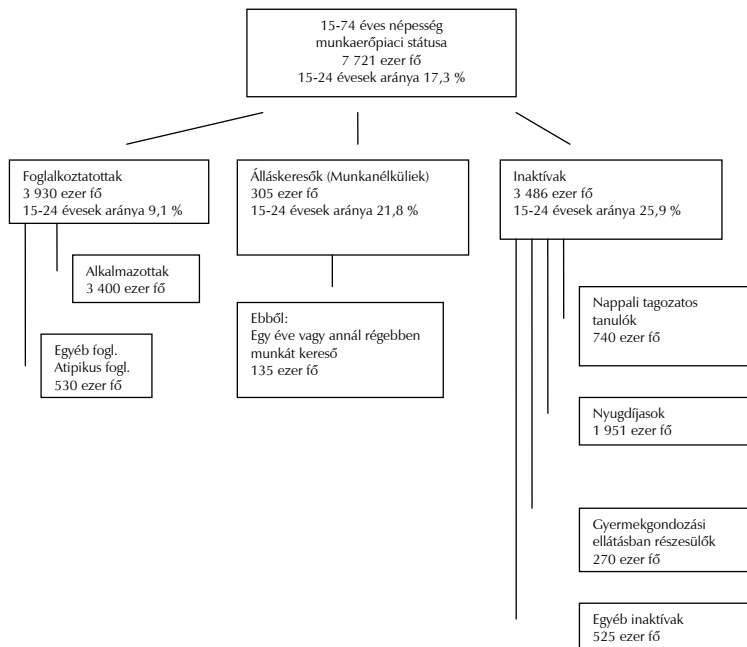 15-74 éves népesség
munkaerőpiaci státusa
7 721 ezer fő
15-24 évesek aránya 17,3 %
Foglalkoztatottak
3 930 ezer fő
15-24 évesek aránya 9,1 %
Álláskeresők (Munkanélküliek)
305 ezer fő
15-24 évesek aránya 21,8 %
Inaktívak
3 486 ezer fő
15-24 évesek aránya 25,9 %
Alkalmazottak
3 400 ezer fő
Egyéb fogl.
Atipikus fogl.
530 ezer fő
Ebből:
Egy éve vagy annál régebben
munkát kereső
135 ezer fő
Nappali tagozatos
tanulók
740 ezer fő
Nyugdíjasok
1 951 ezer fő
Gyermekgondozási
ellátásban részesülők
270 ezer fő
Egyéb inaktívak
525 ezer fő